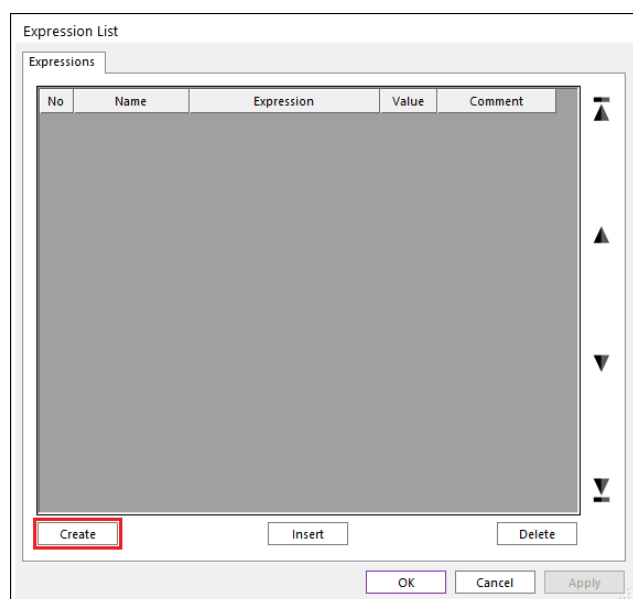 Expression List
Expressions
No Name Expression Value Comment
Create Insert Delete
OK Cancel Apply